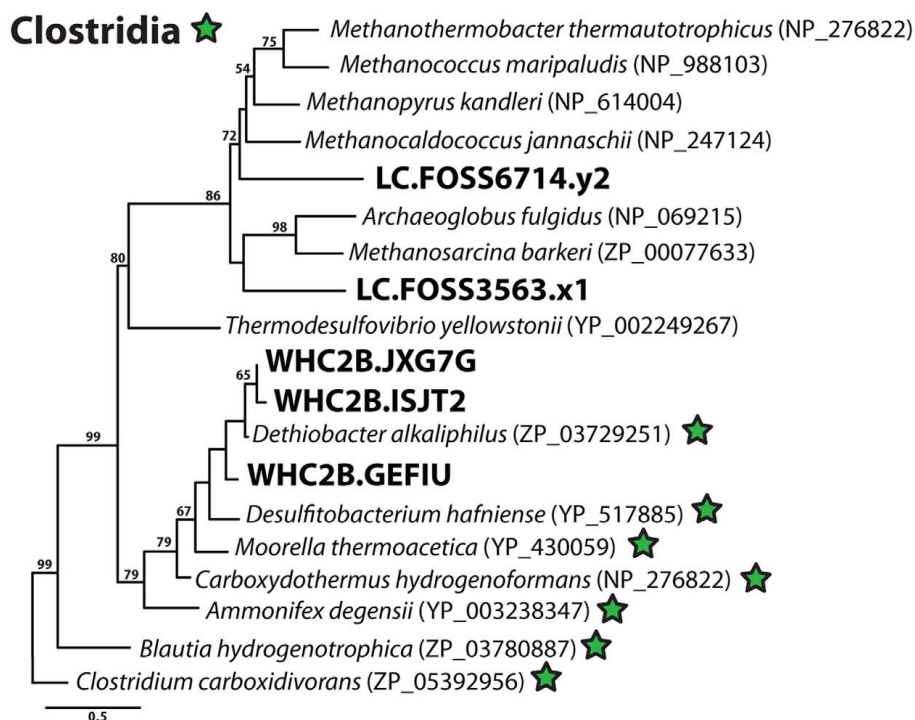 Clostridia
Methanothermobacter thermautotrophicus (NP_276822)
75
Methanococcus maripaludis (NP_988103)
54
Methanopyrus kandleri (NP_614004)
72
Methanocaldococcus jannaschii (NP_247124)
LC.FOSS6714.y2
86
Archaeoglobus fulgidus (NP_069215)
98
Methanosarcina barkeri (ZP_00077633)
80
LC.FOSS3563.x1
Thermodesulfovibrio yellowstonii (YP_002249267)
WHC2B.JXG7G
65
WHC2B.ISJT2
Dethiobacter alkaliphilus (ZP_03729251)
99
WHC2B.GEFIU
Desulfitobacterium hafniense (YP_517885)
67
Moorella thermoacetica (YP_430059)
79
Carboxydothermus hydrogenoformans (NP_276822)
99
79
Ammonifex degensii (YP_003238347)
Blautia hydrogenotrophica (ZP_03780887)
Clostridium carboxidivorans (ZP_05392956)
0.5